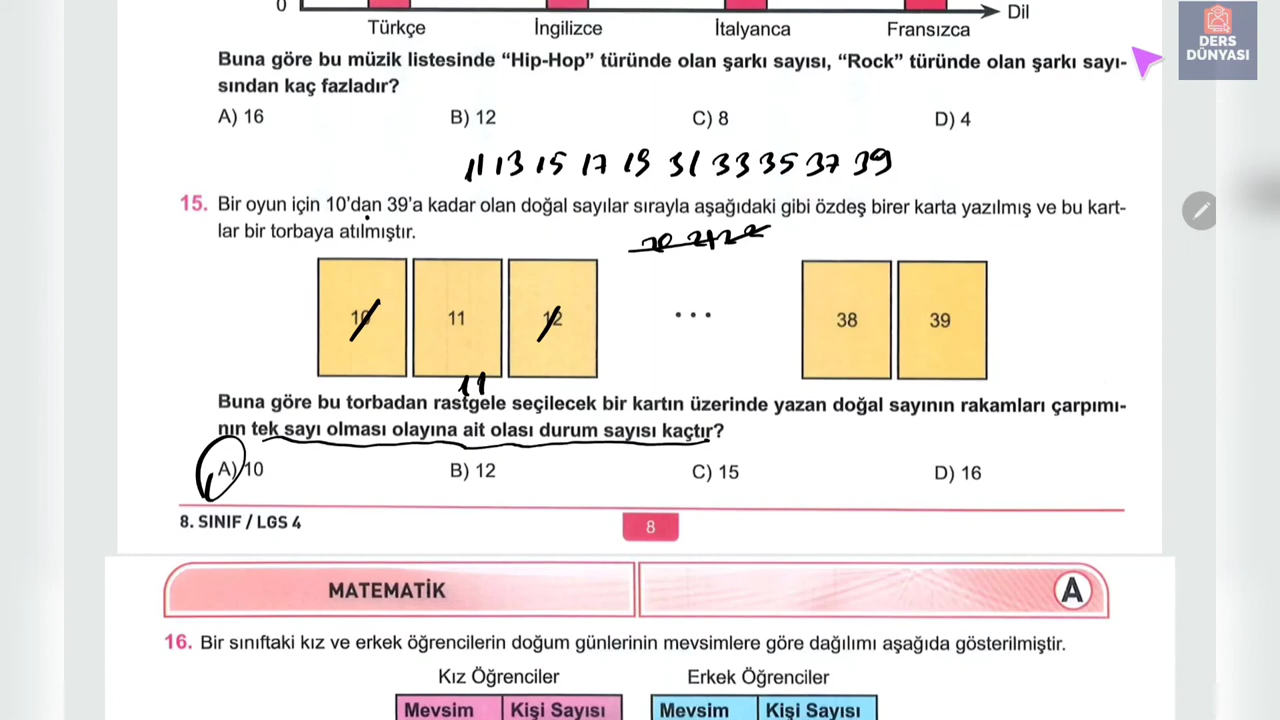 0
Dil
Türkçe İngilizce İtalyanca Fransızca
DERS
DÜNYASI
Buna göre bu müzik listesinde “Hip-Hop” türünde olan şarkı sayısı, “Rock” türünde olan şarkı sayı-
sından kaç fazladır?
A) 16 B) 12 C) 8 D) 4
11 13 15 17 19 31 33 35 37 39
15. Bir oyun için 10’dan 39’a kadar olan doğal sayılar sırayla aşağıdaki gibi özdeş birer karta yazılmış ve bu kart-
lar bir torbaya atılmıştır.
20 21 22
10 11 12 ... 38 39
11
Buna göre bu torbadan rastgele seçilecek bir kartın üzerinde yazan doğal sayının rakamları çarpımı-
nın tek sayı olması olayına ait olası durum sayısı kaçtır?
A) 10 B) 12 C) 15 D) 16
8. SINIF / LGS 4
8
MATEMATİK
A
16. Bir sınıftaki kız ve erkek öğrencilerin doğum günlerinin mevsimlere göre dağılımı aşağıda gösterilmiştir.
Kız Öğrenciler Erkek Öğrenciler
Mevsim Kişi Sayısı Mevsim Kişi Sayısı